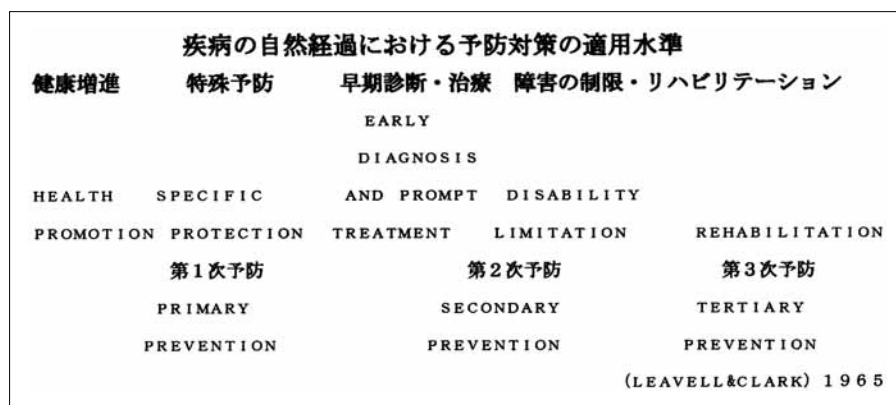 疾病の自然経過における予防対策の適用水準
健康増進 特殊予防 早期診断・治療 障害の制限・リハビリテーション
EARLY
DIAGNOSIS
HEALTH SPECIFIC AND PROMPT DISABILITY
PROMOTION PROTECTION TREATMENT LIMITATION REHABILITATION
第1次予防 第2次予防 第3次予防
PRIMARY SECONDARY TERTIARY
PREVENTION PREVENTION PREVENTION
(LEAVELL&CLARK) 1965